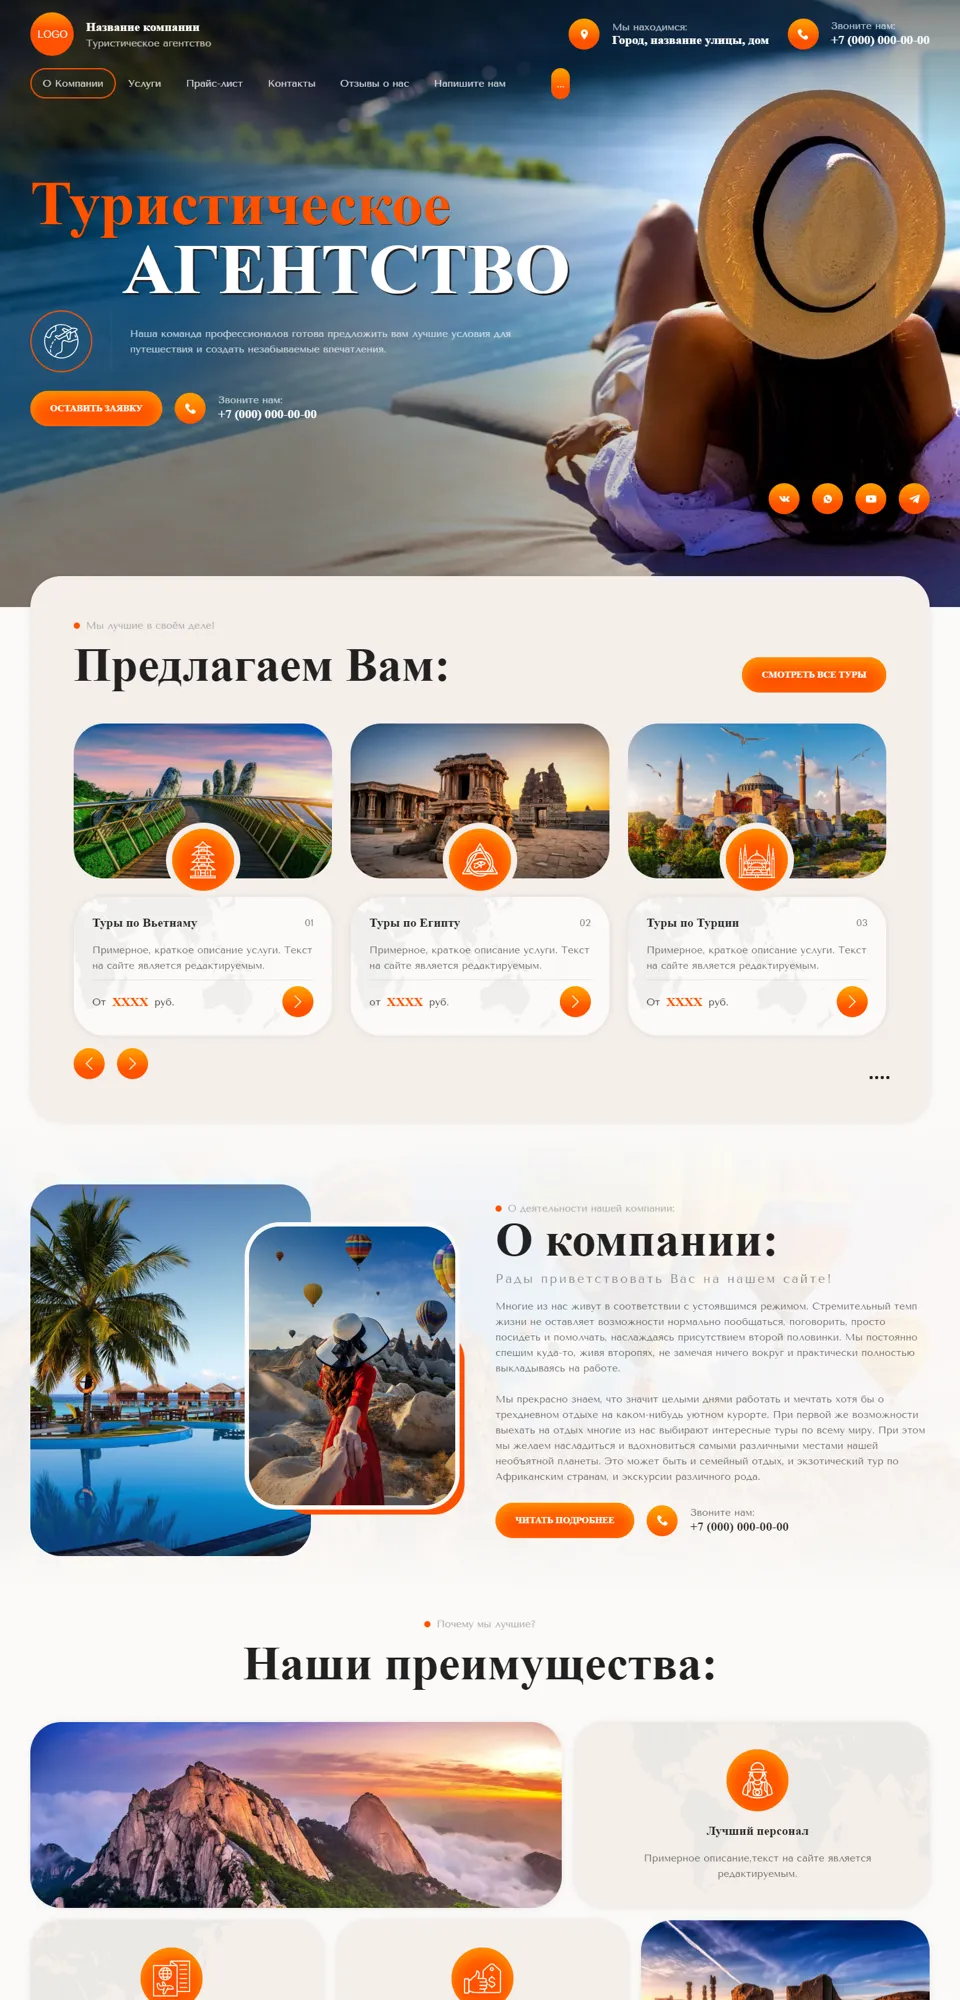 LOGO
Название компании
Туристическое агентство
Мы находимся:
Город, название улицы, дом
Звоните нам:
+7 (000) 000-00-00
О Компании
Услуги
Прайс-лист
Контакты
Отзывы о нас
Напишите нам
...
Туристическое
АГЕНТСТВО
Наша команда профессионалов готова предложить вам лучшие условия для
путешествия и создать незабываемые впечатления.
ОСТАВИТЬ ЗАЯВКУ
Звоните нам:
+7 (000) 000-00-00
Мы лучшие в своём деле!
Предлагаем Вам:
СМОТРЕТЬ ВСЕ ТУРЫ
Туры по Вьетнаму
01
Примерное, краткое описание услуги. Текст
на сайте является редактируемым.
От XXXX руб.
Туры по Египту
02
Примерное, краткое описание услуги. Текст
на сайте является редактируемым.
от XXXX руб.
Туры по Турции
03
Примерное, краткое описание услуги. Текст
на сайте является редактируемым.
От XXXX руб.
О деятельности нашей компании:
О компании:
Рады приветствовать Вас на нашем сайте!
Многие из нас живут в соответствии с устоявшимся режимом. Стремительный темп
жизни не оставляет возможности нормально пообщаться, поговорить, просто
посидеть и помолчать, наслаждаясь присутствием второй половинки. Мы постоянно
спешим куда-то, живя второпях, не замечая ничего вокруг и практически полностью
выкладываясь на работе.
Мы прекрасно знаем, что значит целыми днями работать и мечтать хотя бы о
трехдневном отдыхе на каком-нибудь уютном курорте. При первой же возможности
выехать на отдых многие из нас выбирают интересные туры по всему миру. При этом
мы желаем насладиться и вдохновиться самыми различными местами нашей
необъятной планеты. Это может быть и семейный отдых, и экзотический тур по
Африканским странам, и экскурсии различного рода.
ЧИТАТЬ ПОДРОБНЕЕ
Звоните нам:
+7 (000) 000-00-00
Почему мы лучшие?
Наши преимущества:
Лучший персонал
Примерное описание,текст на сайте является
редактируемым.